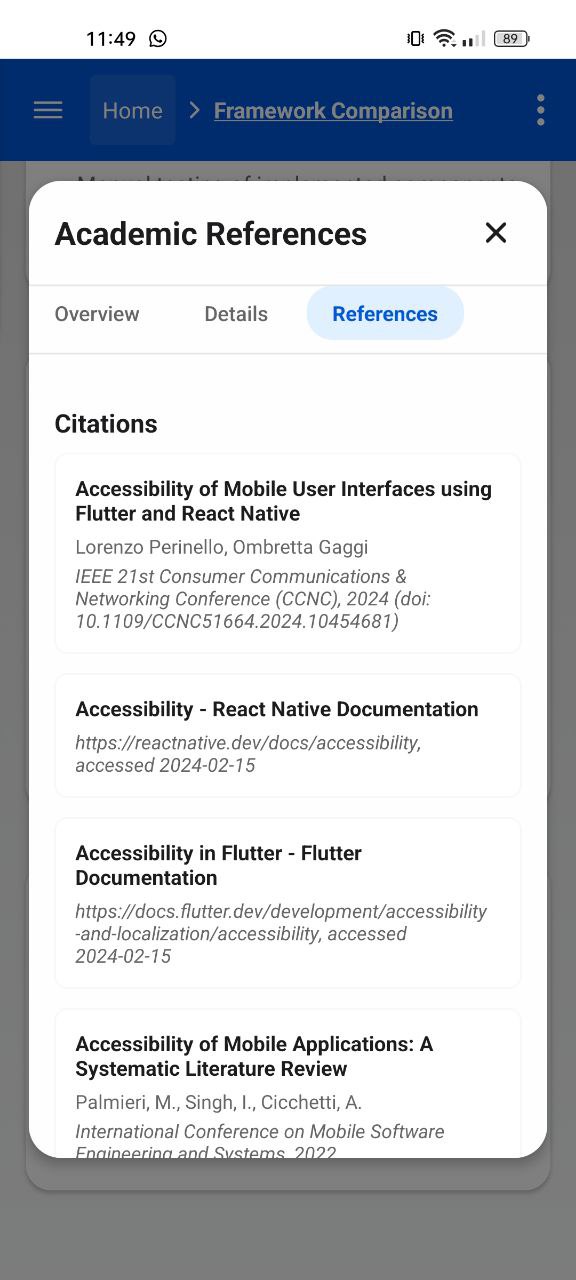 11:49
89
Home
Framework Comparison
Academic References
Overview
Details
References
Citations
Accessibility of Mobile User Interfaces using
Flutter and React Native
Lorenzo Perinello, Ombretta Gaggi
IEEE 21st Consumer Communications &
Networking Conference (CCNC), 2024 (doi:
10.1109/CCNC51664.2024.10454681)
Accessibility - React Native Documentation
https://reactnative.dev/docs/accessibility,
accessed 2024-02-15
Accessibility in Flutter - Flutter
Documentation
https://docs.flutter.dev/development/accessibility
-and-localization/accessibility, accessed
2024-02-15
Accessibility of Mobile Applications: A
Systematic Literature Review
Palmieri, M., Singh, I., Cicchetti, A.
International Conference on Mobile Software
Engineering and Systems, 2022